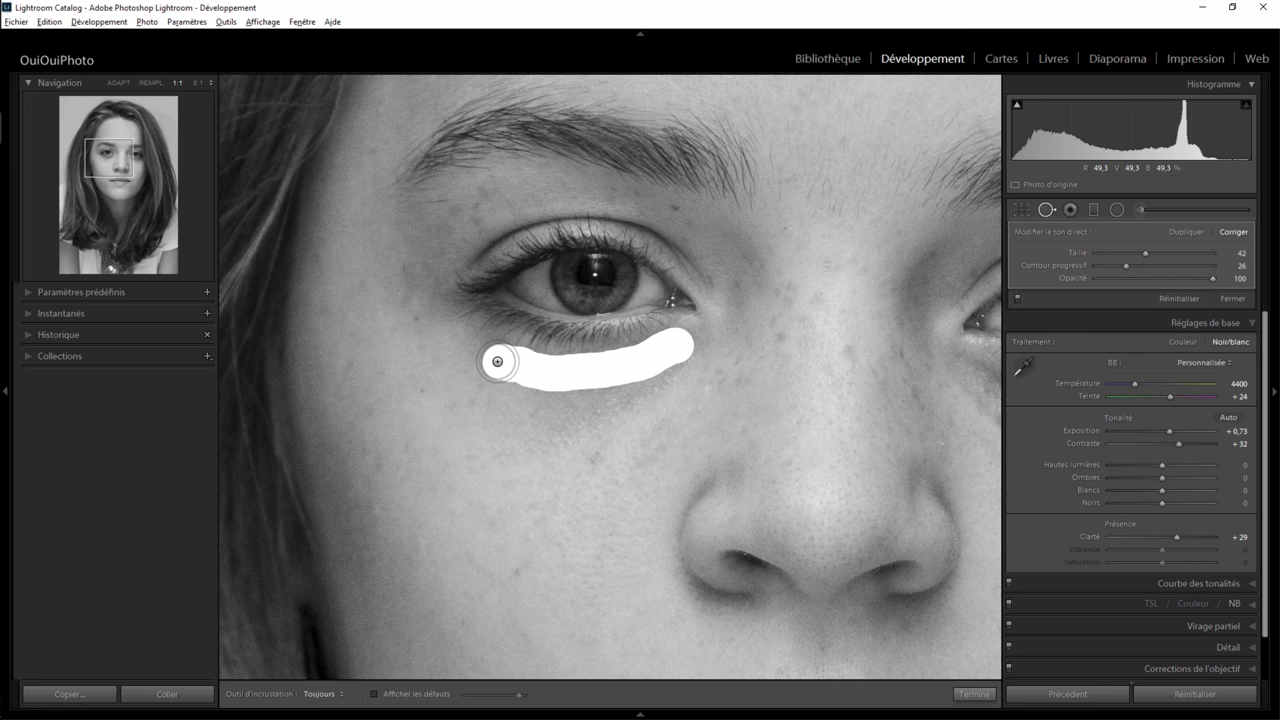 Lightroom Catalog - Adobe Photoshop Lightroom - Développement
Fichier Edition Développement Photo Paramètres Outils Affichage Fenêtre Aide
OuiOuiPhoto
Bibliothèque | Développement | Cartes | Livres | Diaporama | Impression | Web
Navigation ADAPT. REMPL. 1:1 8:1
Paramètres prédéfinis
Instantanés
Historique
Collections
Copier... Coller
Outil d'incrustation : Toujours Afficher les défauts Terminé
Histogramme
R 49,3 V 49,3 B 49,3 %
Photo d'origine
Modifier le ton direct : Dupliquer Corriger
Taille 42
Contour progressif 26
Opacité 100
Réinitialiser Fermer
Réglages de base
Traitement : Couleur Noir/blanc
BB : Personnalisée
Température 4400
Teinte + 24
Tonalité Auto
Exposition + 0,73
Contraste + 32
Hautes lumières 0
Ombres 0
Blancs 0
Noirs 0
Présence
Clarté + 29
Vibrance 0
Saturation 0
Courbe des tonalités
TSL / Couleur / NB
Virage partiel
Détail
Corrections de l'objectif
Précédent Réinitialiser